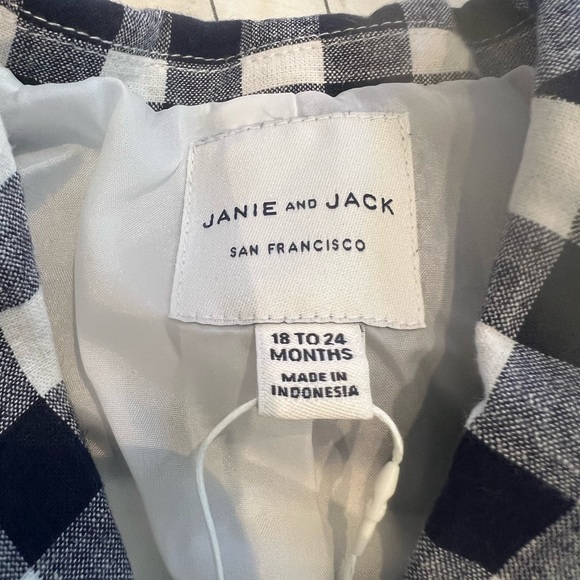 JANIE AND JACK
SAN FRANCISCO
18 TO 24
MONTHS
MADE IN
INDONESIA